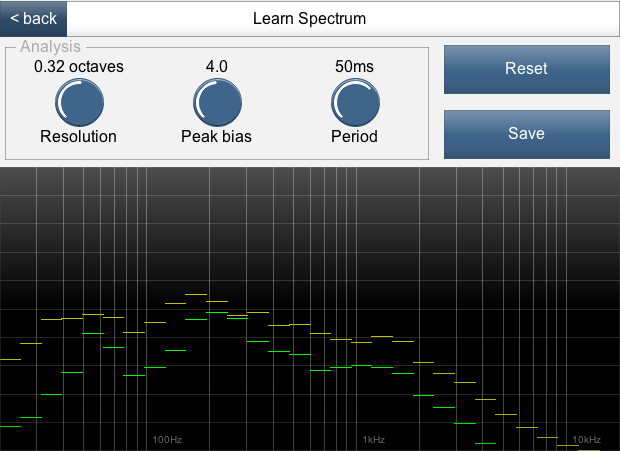 < back
Learn Spectrum
Analysis
0.32 octaves
4.0
50ms
Resolution
Peak bias
Period
Reset
Save
100Hz
1kHz
10kHz